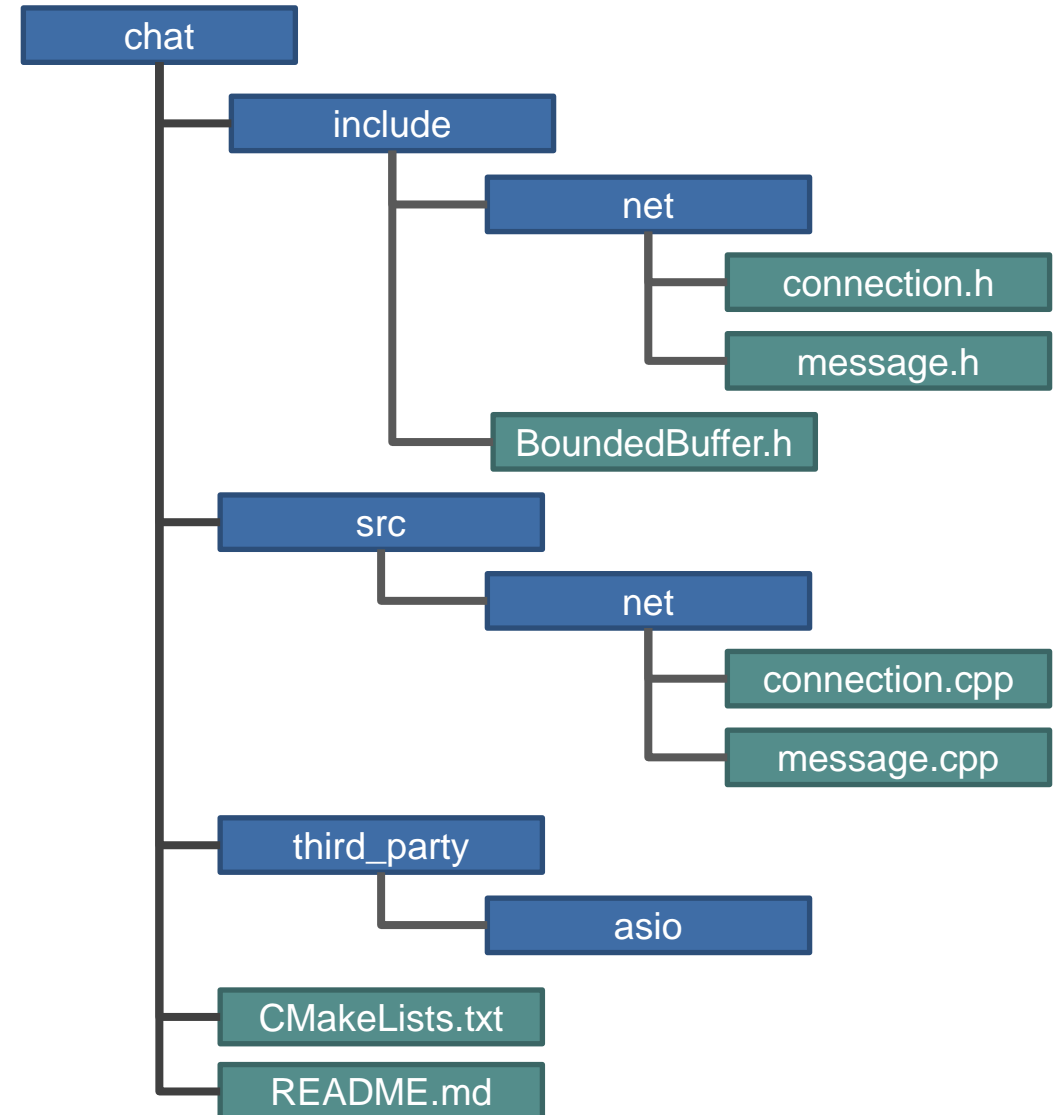 chat
include
net
connection.h
message.h
BoundedBuffer.h
src
net
connection.cpp
message.cpp
third_party
asio
CMakeLists.txt
README.md